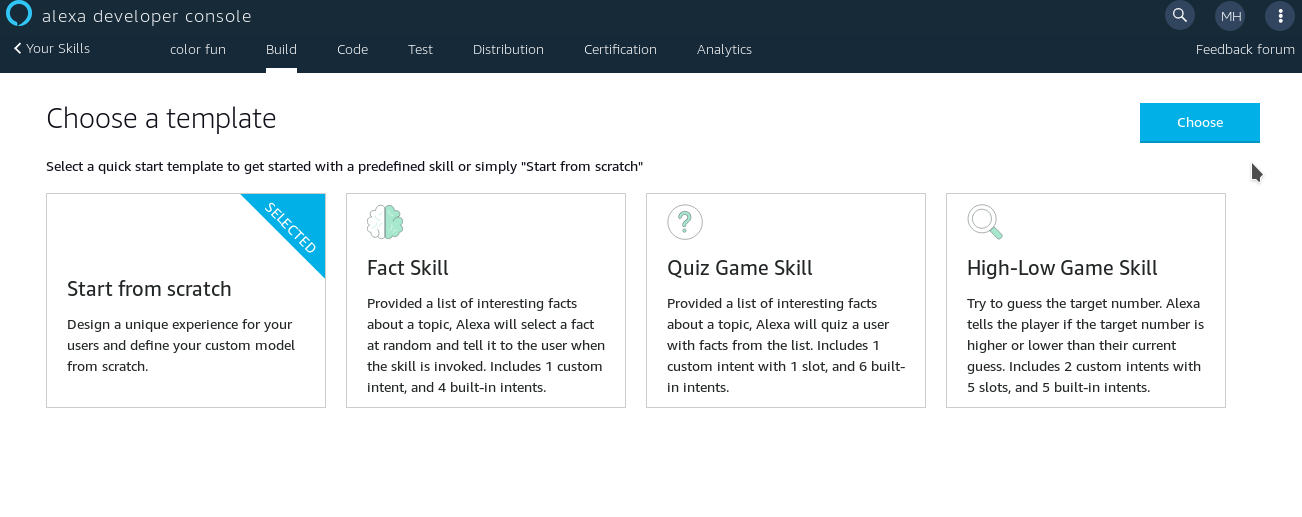 alexa developer console
MH
Your Skills
color fun
Build
Code
Test
Distribution
Certification
Analytics
Feedback forum
Choose a template
Choose
Select a quick start template to get started with a predefined skill or simply "Start from scratch"
SELECTED
Start from scratch
Design a unique experience for your
users and define your custom model
from scratch.
Fact Skill
Provided a list of interesting facts
about a topic, Alexa will select a fact
at random and tell it to the user when
the skill is invoked. Includes 1 custom
intent, and 4 built-in intents.
Quiz Game Skill
Provided a list of interesting facts
about a topic, Alexa will quiz a user
with facts from the list. Includes 1
custom intent with 1 slot, and 6 built-
in intents.
High-Low Game Skill
Try to guess the target number. Alexa
tells the player if the target number is
higher or lower than their current
guess. Includes 2 custom intents with
5 slots, and 5 built-in intents.